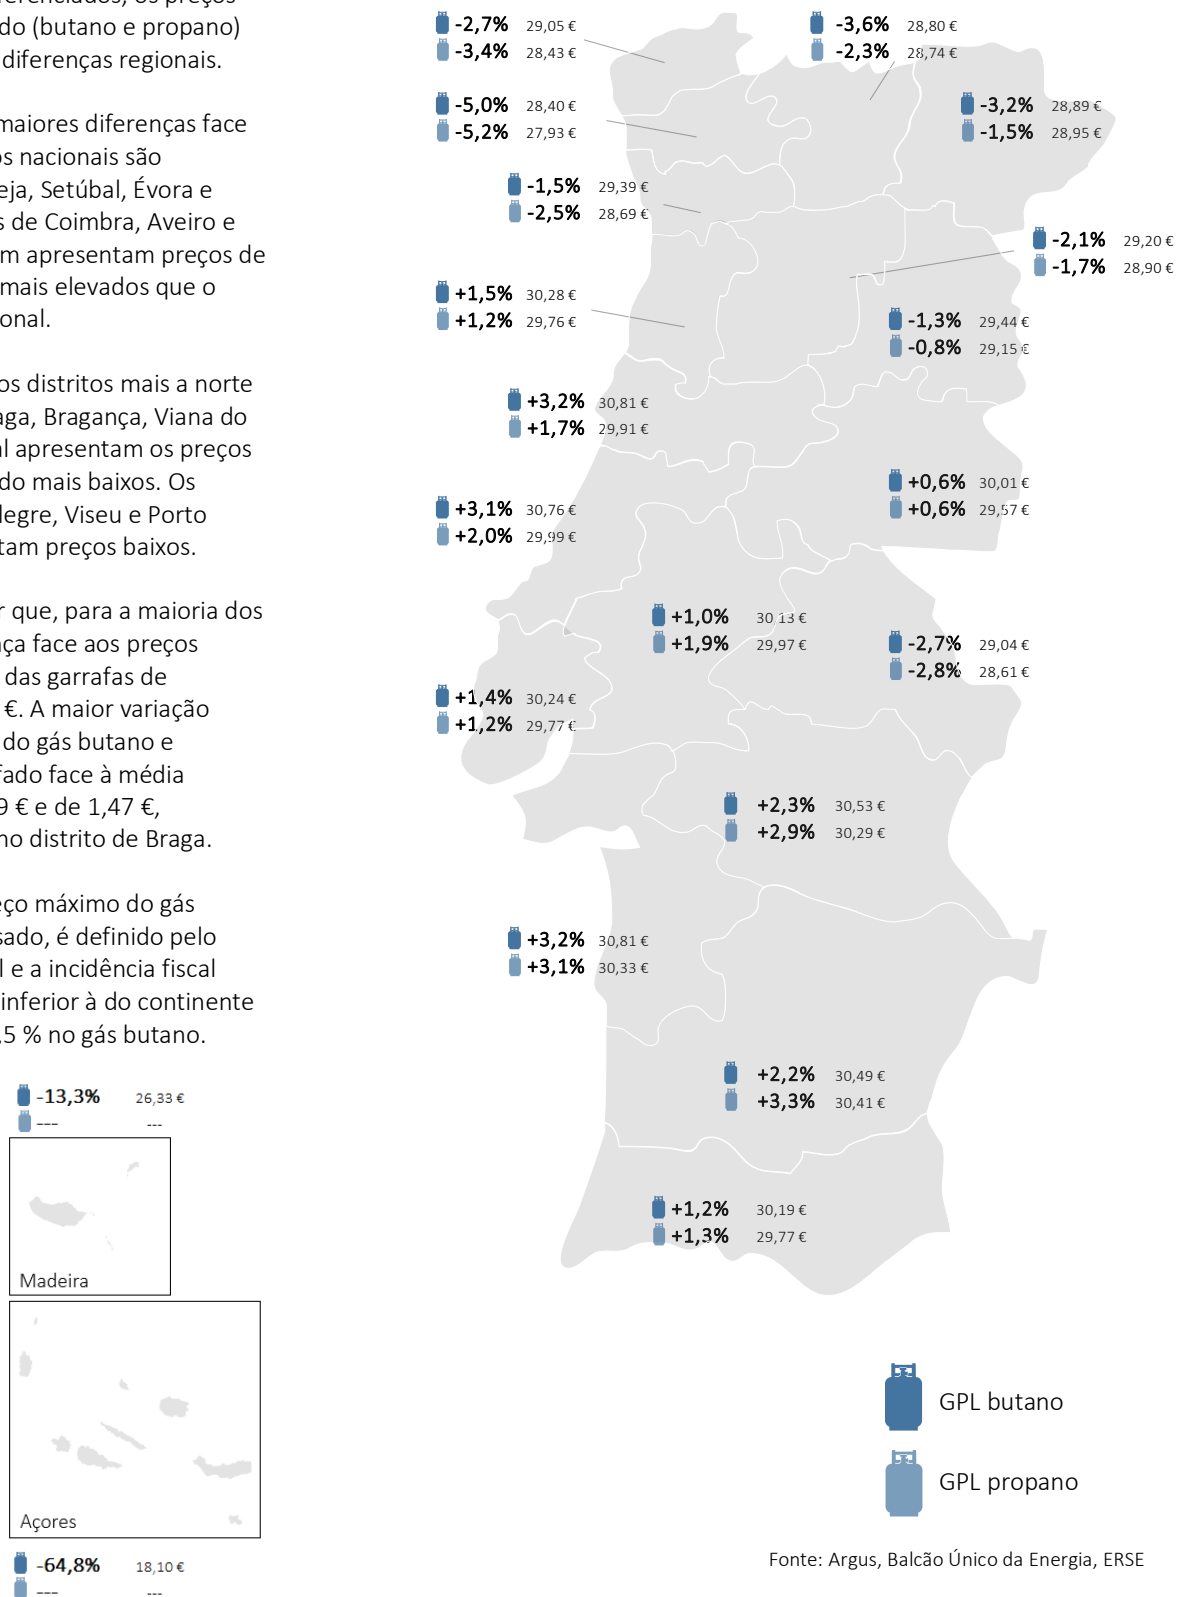 do (butano e propano)
diferenças regionais.
maiores diferenças face
os nacionais são
eja, Setúbal, Évora e
s de Coimbra, Aveiro e
m apresentam preços de
mais elevados que o
onal.
os distritos mais a norte
aga, Bragança, Viana do
al apresentam os preços
do mais baixos. Os
legre, Viseu e Porto
tam preços baixos.
r que, para a maioria dos
nça face aos preços
das garrafas de
€. A maior variação
do gás butano e
fado face à média
9 € e de 1,47 €,
no distrito de Braga.
eço máximo do gás
sado, é definido pelo
l e a incidência fiscal
inferior à do continente
,5 % no gás butano.
-2,7% 29,05 €
-3,4% 28,43 €
-3,6% 28,80 €
-2,3% 28,74 €
-5,0% 28,40 €
-5,2% 27,93 €
-3,2% 28,89 €
-1,5% 28,95 €
-1,5% 29,39 €
-2,5% 28,69 €
-2,1% 29,20 €
-1,7% 28,90 €
+1,5% 30,28 €
+1,2% 29,76 €
-1,3% 29,44 €
-0,8% 29,15 €
+3,2% 30,81 €
+1,7% 29,91 €
+0,6% 30,01 €
+0,6% 29,57 €
+3,1% 30,76 €
+2,0% 29,99 €
+1,0% 30,13 €
+1,9% 29,97 €
-2,7% 29,04 €
-2,8% 28,61 €
+1,4% 30,24 €
+1,2% 29,77 €
+2,3% 30,53 €
+2,9% 30,29 €
+3,2% 30,81 €
+3,1% 30,33 €
+2,2% 30,49 €
+3,3% 30,41 €
+1,2% 30,19 €
+1,3% 29,77 €
-13,3% 26,33 €
--- ---
Madeira
Açores
-64,8% 18,10 €
--- ---
GPL butano
GPL propano
Fonte: Argus, Balcão Único da Energia, ERSE